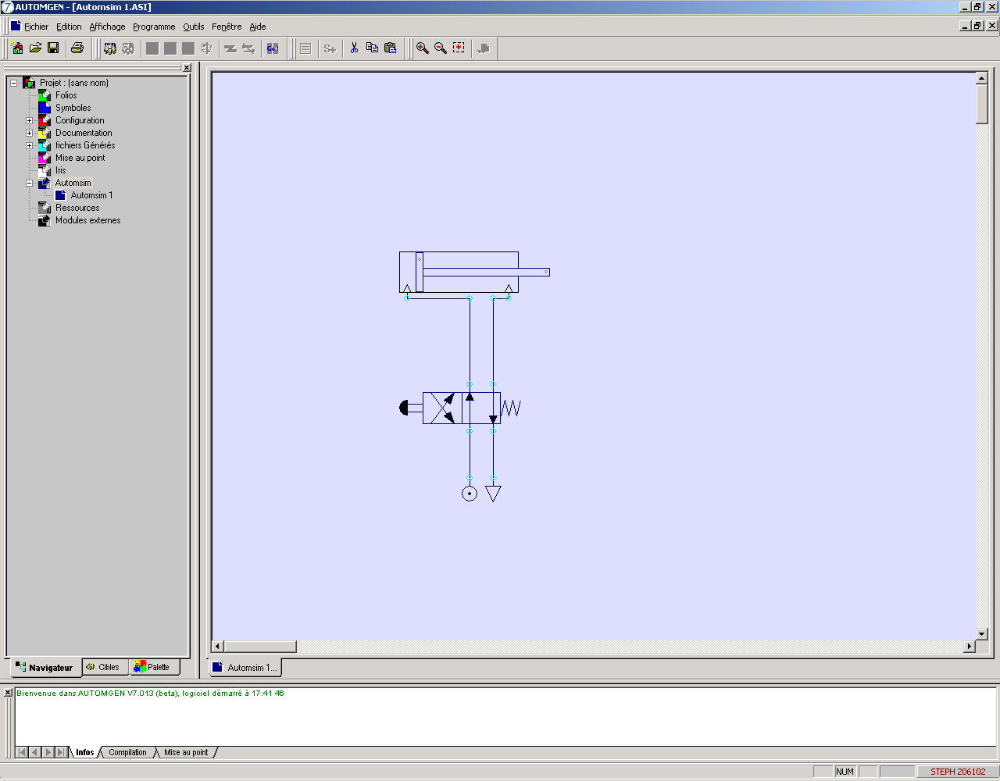 AUTOMGEN - [Automsim 1.ASI]
Fichier Edition Affichage Programme Outils Fenêtre Aide
S+
Projet : (sans nom)
Folios
Symboles
Configuration
Documentation
fichiers Générés
Mise au point
Iris
Automsim
Automsim 1
Ressources
Modules externes
Navigateur Cibles Palette
Automsim 1...
Bienvenue dans AUTOMGEN V7.013 (beta), logiciel démarré à 17:41 46
Infos Compilation Mise au point
NUM STEPH 206102